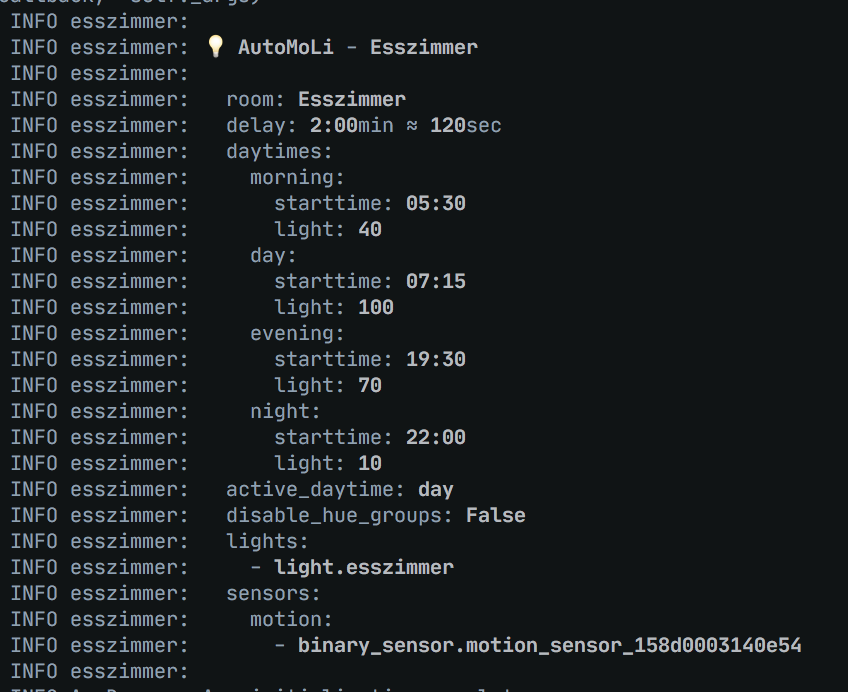 INFO esszimmer:
INFO esszimmer: 💡 AutoMoLi - Esszimmer
INFO esszimmer:
INFO esszimmer:   room: Esszimmer
INFO esszimmer:   delay: 2:00min ≈ 120sec
INFO esszimmer:   daytimes:
INFO esszimmer:     morning:
INFO esszimmer:       starttime: 05:30
INFO esszimmer:       light: 40
INFO esszimmer:     day:
INFO esszimmer:       starttime: 07:15
INFO esszimmer:       light: 100
INFO esszimmer:     evening:
INFO esszimmer:       starttime: 19:30
INFO esszimmer:       light: 70
INFO esszimmer:     night:
INFO esszimmer:       starttime: 22:00
INFO esszimmer:       light: 10
INFO esszimmer:   active_daytime: day
INFO esszimmer:   disable_hue_groups: False
INFO esszimmer:   lights:
INFO esszimmer:     - light.esszimmer
INFO esszimmer:   sensors:
INFO esszimmer:     motion:
INFO esszimmer:       - binary_sensor.motion_sensor_158d0003140e54
INFO esszimmer: